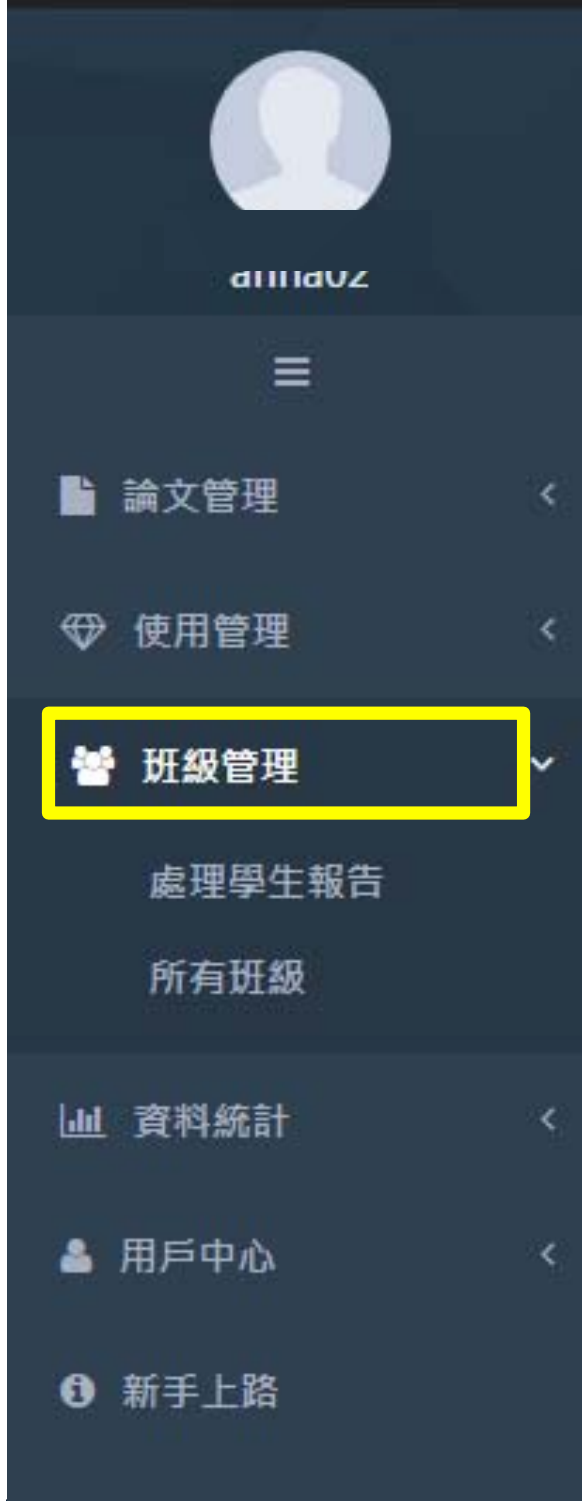 論文管理
使用管理
班級管理
處理學生報告
所有班級
資料統計
用戶中心
新手上路